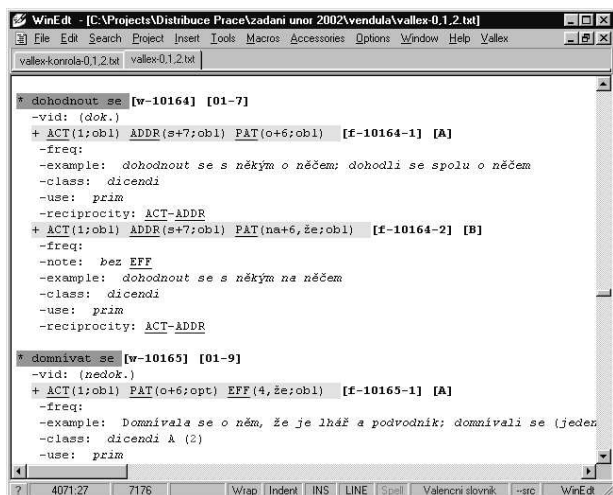 WinEdt - [C:\Projects\Distribuce Prace\zadani unor 2002\vendula\vallex-0,1,2.txt]
File Edit Search Project Insert Tools Macros Accessories Options Window Help Vallex
vallex-konrola-0,1,2.txt vallex-0,1,2.txt
* dohodnout se [w-10164] [01-7]
-vid: (dok.)
+ ACT(1;obl) ADDR(s+7;obl) PAT(o+6;obl) [f-10164-1] [A]
-freq:
-example: dohodnout se s někým o něčem; dohodli se spolu o něčem
-class: dicendi
-use: prim
-reciprocity: ACT-ADDR
+ ACT(1;obl) ADDR(s+7;obl) PAT(na+6,že;obl) [f-10164-2] [B]
-freq:
-note: bez EFF
-example: dohodnout se s někým na něčem
-class: dicendi
-use: prim
-reciprocity: ACT-ADDR
* domnívat se [w-10165] [01-9]
-vid: (nedok.)
+ ACT(1;obl) PAT(o+6;opt) EFF(4,že;obl) [f-10165-1] [A]
-freq:
-example: Domnívala se o něm, že je lhář a podvodník; domnívali se (jeden
-class: dicendi A (2)
-use: prim
? 4071:27 7176 Wrap Indent INS LINE Spell Valencni slovnik --src WinEdt